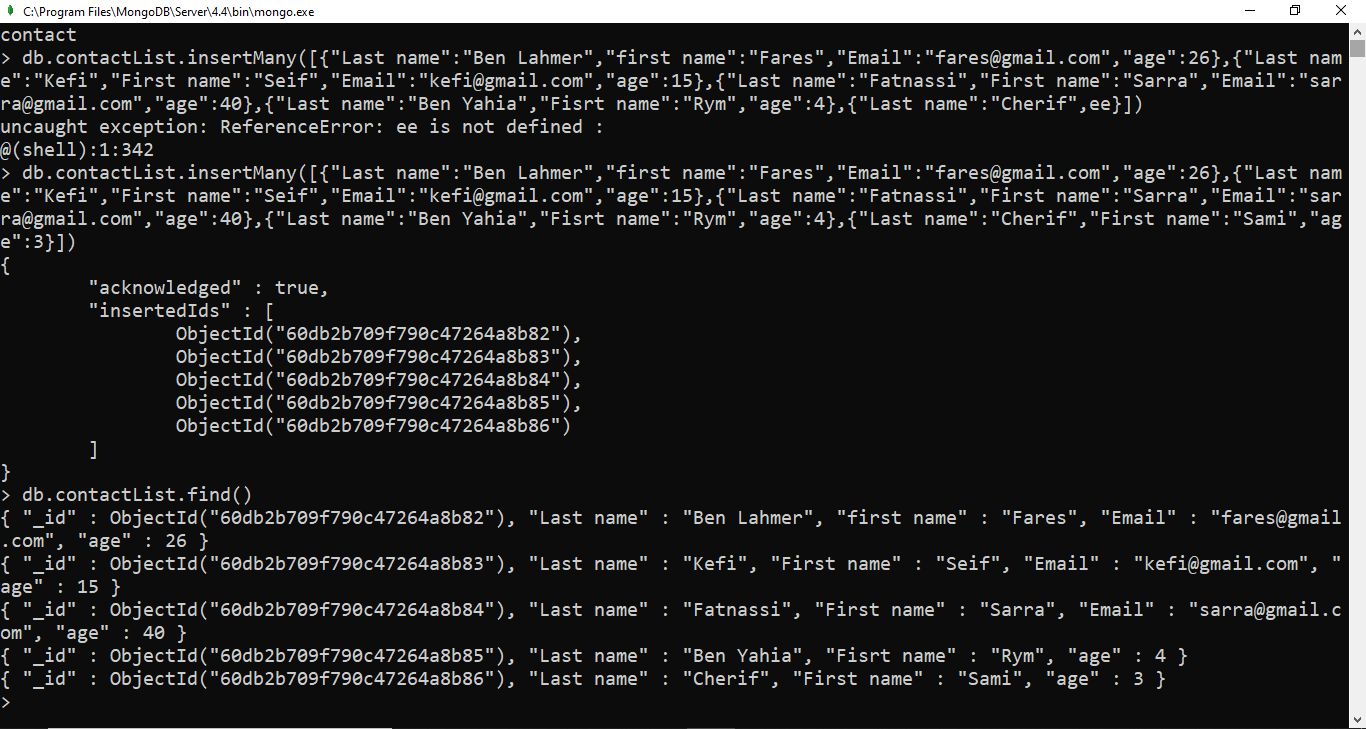 C:\Program Files\MongoDB\Server\4.4\bin\mongo.exe
contact
> db.contactList.insertMany([{"Last name":"Ben Lahmer","first name":"Fares","Email":"fares@gmail.com","age":26},{"Last nam
e":"Kefi","First name":"Seif","Email":"kefi@gmail.com","age":15},{"Last name":"Fatnassi","First name":"Sarra","Email":"sar
ra@gmail.com","age":40},{"Last name":"Ben Yahia","Fisrt name":"Rym","age":4},{"Last name":"Cherif",ee}])
uncaught exception: ReferenceError: ee is not defined :
@(shell):1:342
> db.contactList.insertMany([{"Last name":"Ben Lahmer","first name":"Fares","Email":"fares@gmail.com","age":26},{"Last nam
e":"Kefi","First name":"Seif","Email":"kefi@gmail.com","age":15},{"Last name":"Fatnassi","First name":"Sarra","Email":"sar
ra@gmail.com","age":40},{"Last name":"Ben Yahia","Fisrt name":"Rym","age":4},{"Last name":"Cherif","First name":"Sami","ag
e":3}])
{
        "acknowledged" : true,
        "insertedIds" : [
                ObjectId("60db2b709f790c47264a8b82"),
                ObjectId("60db2b709f790c47264a8b83"),
                ObjectId("60db2b709f790c47264a8b84"),
                ObjectId("60db2b709f790c47264a8b85"),
                ObjectId("60db2b709f790c47264a8b86")
        ]
}
> db.contactList.find()
{ "_id" : ObjectId("60db2b709f790c47264a8b82"), "Last name" : "Ben Lahmer", "first name" : "Fares", "Email" : "fares@gmail
.com", "age" : 26 }
{ "_id" : ObjectId("60db2b709f790c47264a8b83"), "Last name" : "Kefi", "First name" : "Seif", "Email" : "kefi@gmail.com", "
age" : 15 }
{ "_id" : ObjectId("60db2b709f790c47264a8b84"), "Last name" : "Fatnassi", "First name" : "Sarra", "Email" : "sarra@gmail.c
om", "age" : 40 }
{ "_id" : ObjectId("60db2b709f790c47264a8b85"), "Last name" : "Ben Yahia", "Fisrt name" : "Rym", "age" : 4 }
{ "_id" : ObjectId("60db2b709f790c47264a8b86"), "Last name" : "Cherif", "First name" : "Sami", "age" : 3 }
>